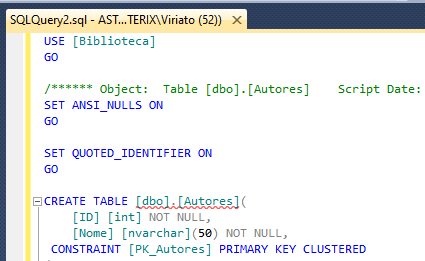 SQLQuery2.sql - AST...TERIX\Viriato (52))
USE [Biblioteca]
GO
/****** Object:  Table [dbo].[Autores]    Script Date:
SET ANSI_NULLS ON
GO
SET QUOTED_IDENTIFIER ON
GO
CREATE TABLE [dbo].[Autores](
[ID] [int] NOT NULL,
[Nome] [nvarchar](50) NOT NULL,
CONSTRAINT [PK_Autores] PRIMARY KEY CLUSTERED